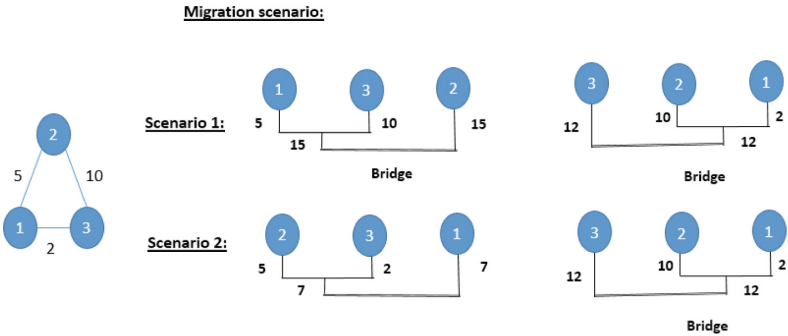 Migration scenario:
1 3 2
3 2 1
Scenario 1: 5 10 15
12 10 2
15
12
Bridge
Bridge
2
5 10
1 3
2
2 3 1
3 2 1
Scenario 2: 5 2 7
12 10 2
7
12
Bridge